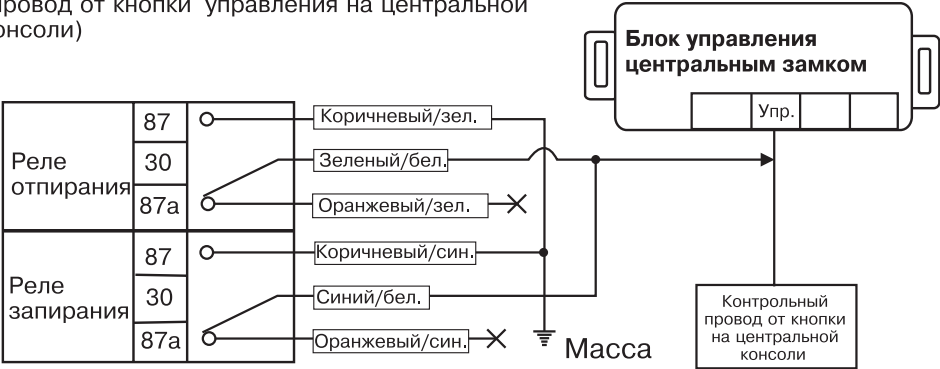 провод от кнопки управления на центральной
консоли)
Блок управления
центральным замком
Упр.
Реле
отпирания
87
30
87а
Коричневый/зел.
Зеленый/бел.
Оранжевый/зел.
Реле
запирания
87
30
87а
Коричневый/син.
Синий/бел.
Оранжевый/син.
Масса
Контрольный
провод от кнопки
на центральной
консоли